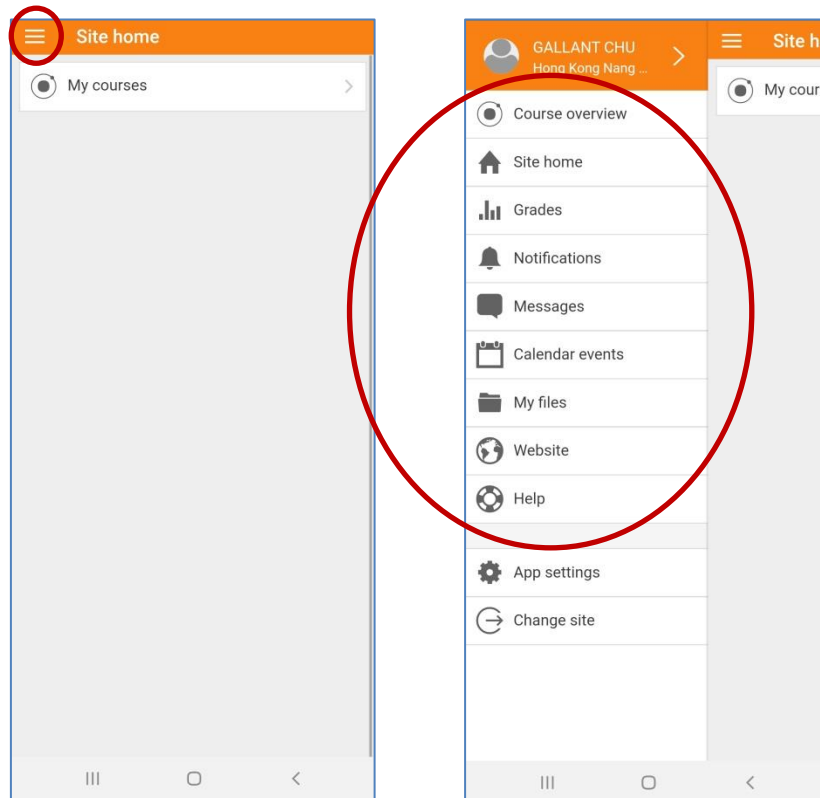 Site home
My courses
GALLANT CHU
Hong Kong Nang ...
Course overview
Site home
Grades
Notifications
Messages
Calendar events
My files
Website
Help
App settings
Change site
Site h
My cour